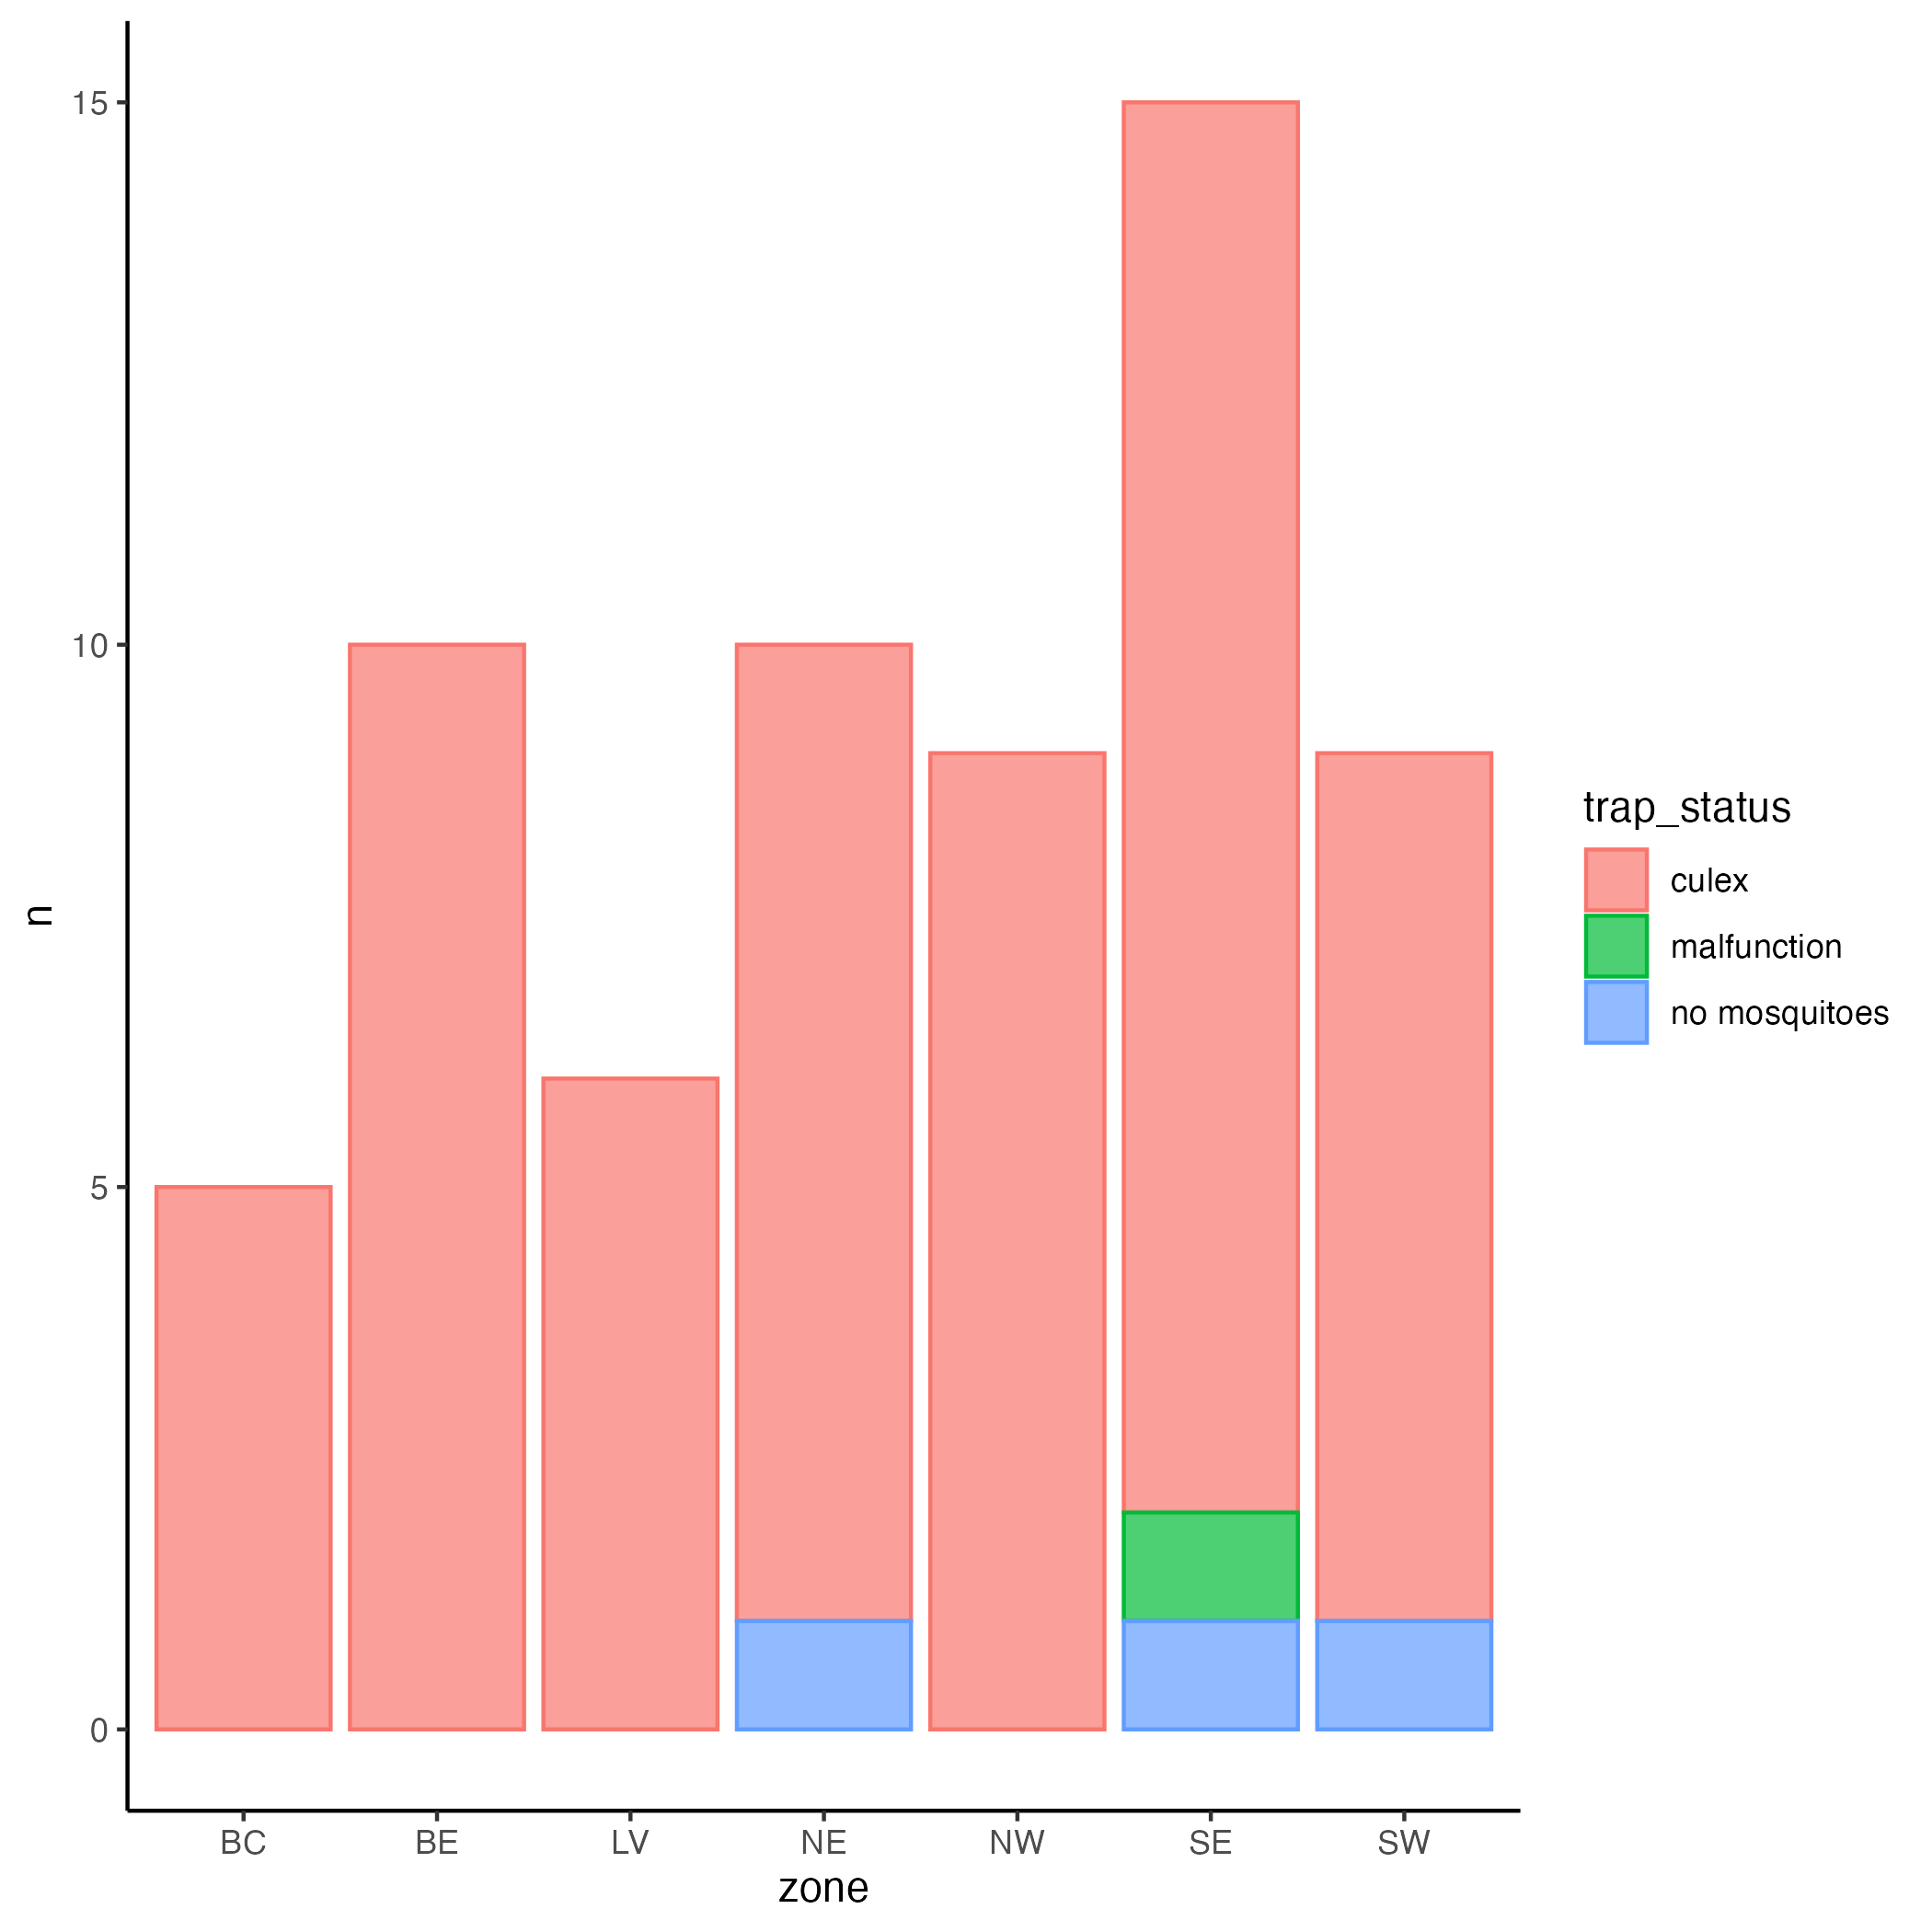 15
10
5
0
n
BC BE LV NE NW SE SW
zone
trap_status
culex
malfunction
no mosquitoes